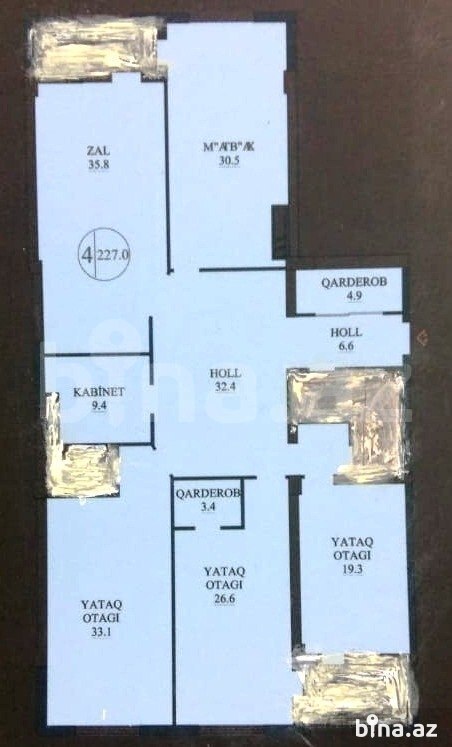 ZAL
35.8
M"ATB"AX
30.5
4 227.0
QARDEROB
4.9
HOLL
6.6
HOLL
32.4
KABİNET
9.4
QARDEROB
3.4
YATAQ
OTAGI
19.3
YATAQ
OTAGI
26.6
YATAQ
OTAGI
33.1
bina.az
bina.az